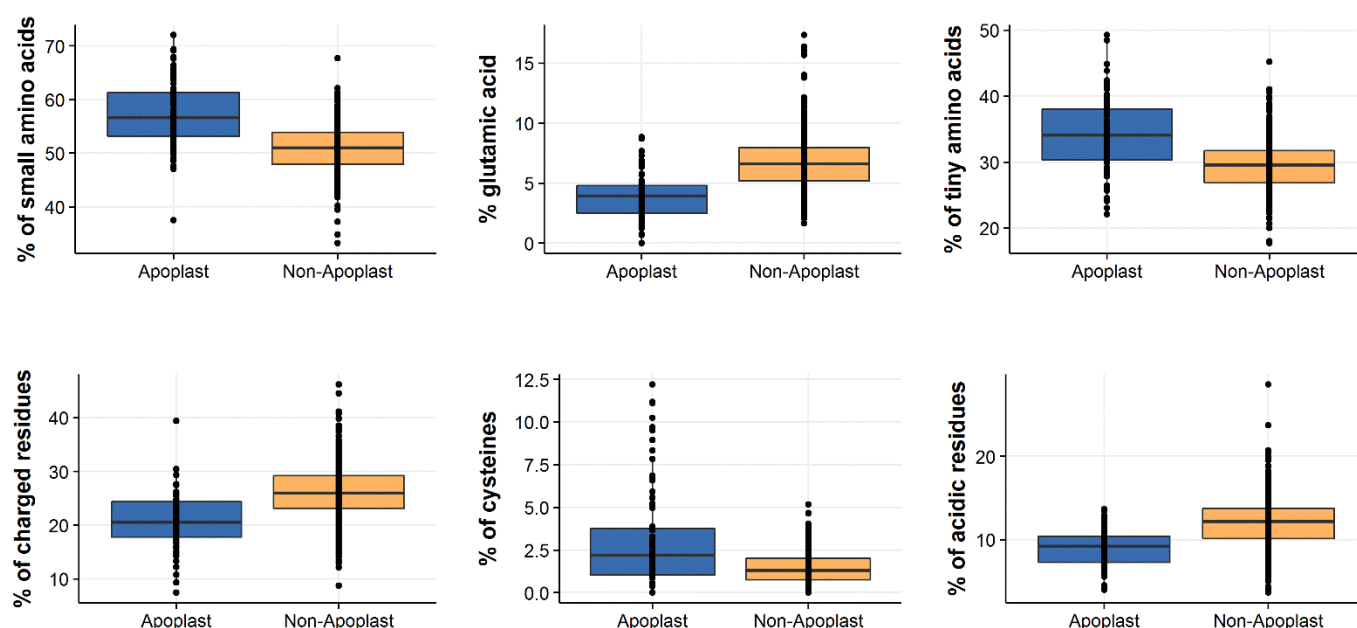 % of small amino acids
70
60
50
40
Apoplast
Non-Apoplast
% glutamic acid
15
10
5
0
Apoplast
Non-Apoplast
% of tiny amino acids
50
40
30
20
Apoplast
Non-Apoplast
% of charged residues
40
30
20
10
Apoplast
Non-Apoplast
% of cysteines
12.5
10.0
7.5
5.0
2.5
0.0
Apoplast
Non-Apoplast
% of acidic residues
20
10
Apoplast
Non-Apoplast